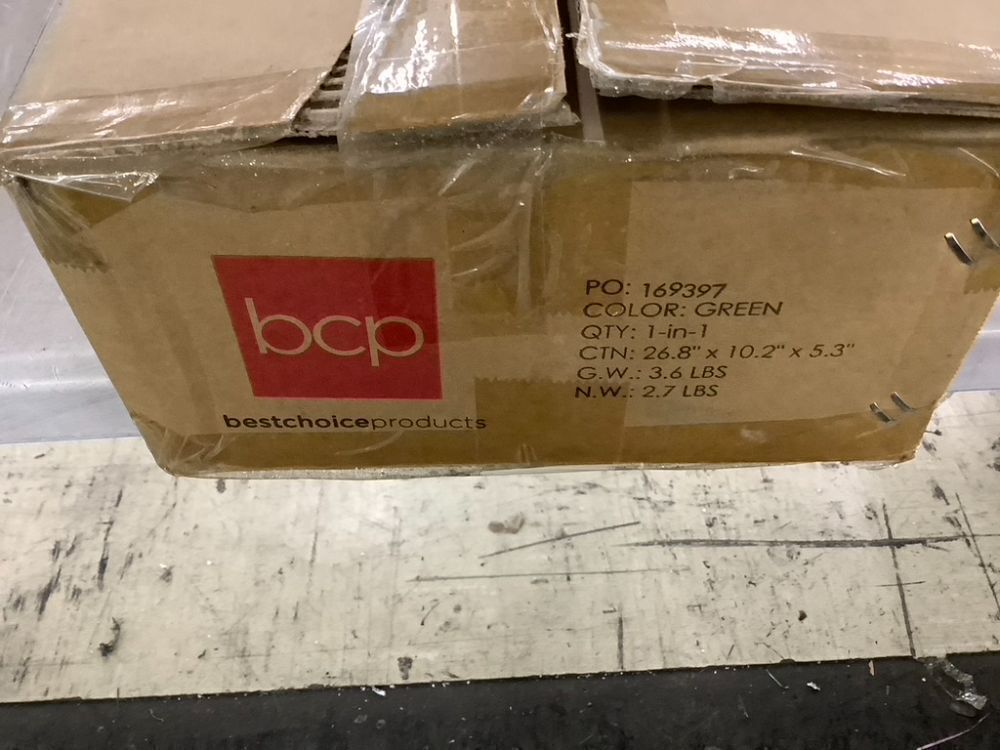 bcp
bestchoiceproducts
PO: 169397
COLOR: GREEN
QTY: 1-in-1
CTN: 26.8" x 10.2" x 5.3"
G.W.: 3.6 LBS
N.W.: 2.7 LBS